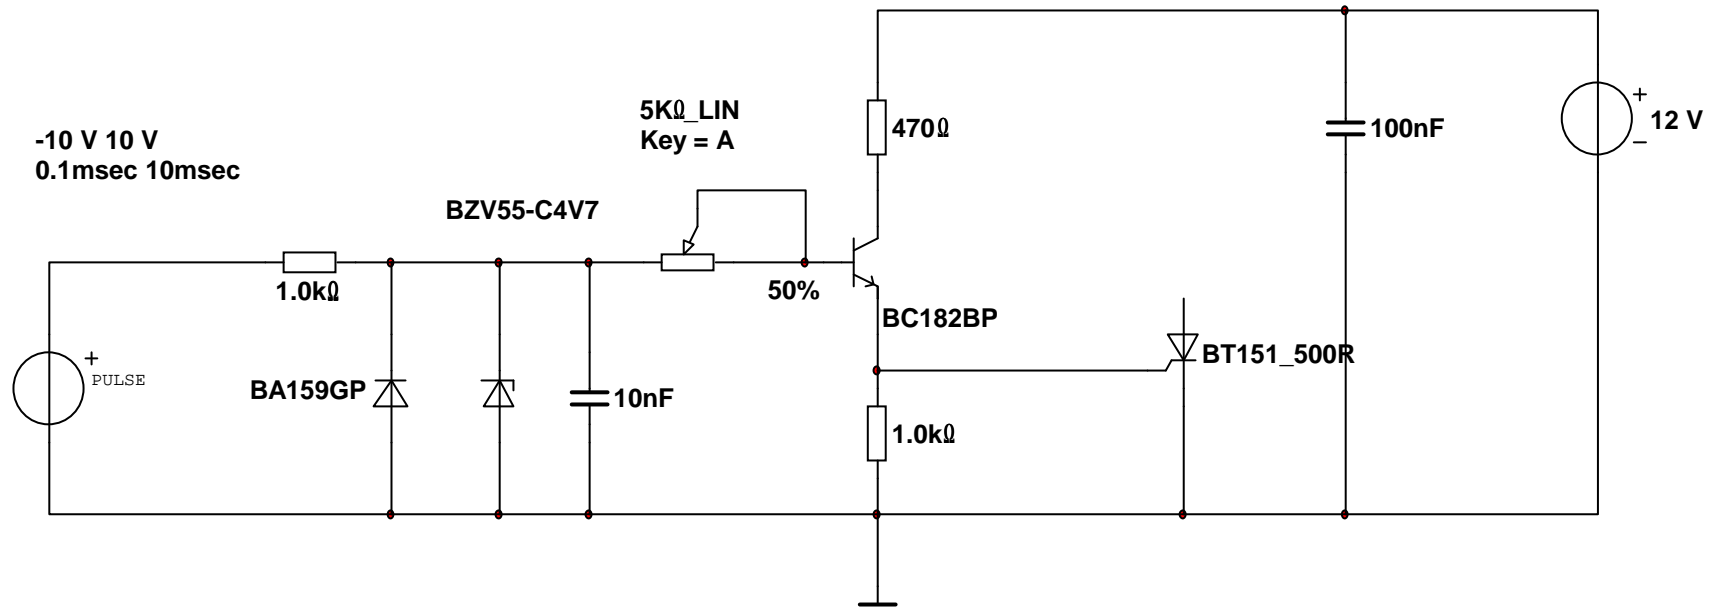 -10 V 10 V
0.1msec 10msec
5KΩ_LIN
Key = A
470Ω
100nF
+
12 V
−
BZV55-C4V7
1.0kΩ
50%
BC182BP
+
PULSE
BA159GP
10nF
BT151_500R
1.0kΩ